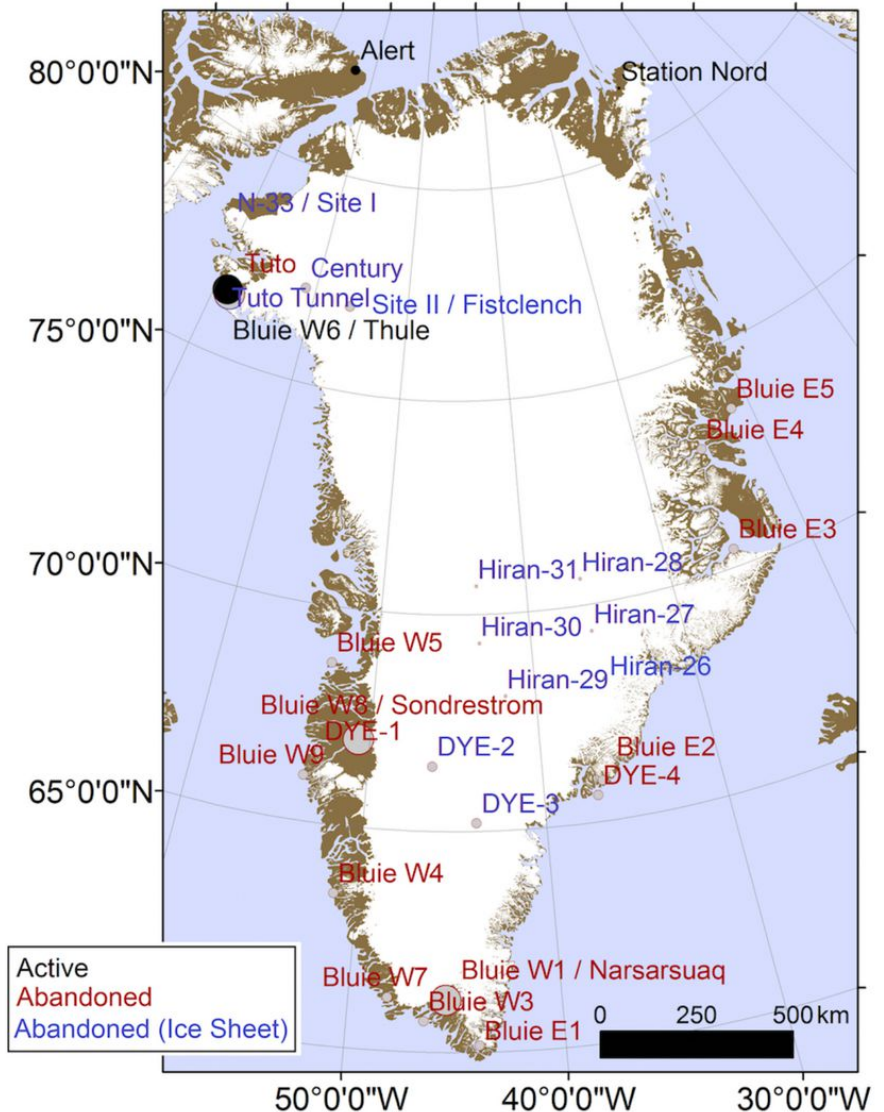 Alert
80°0'0"N
Station Nord
N-33 / Site I
Tuto
Century
Tuto Tunnel
Site II / Fistclench
Bluie W6 / Thule
75°0'0"N
Bluie E5
Bluie E4
Bluie E3
70°0'0"N
Hiran-31
Hiran-28
Hiran-30
Hiran-27
Bluie W5
Hiran-29
Hiran-26
Bluie W8 / Sondrestrom
DYE-1
Bluie W9
DYE-2
Bluie E2
DYE-4
65°0'0"N
DYE-3
Bluie W4
Bluie W7
Bluie W1 / Narsarsuaq
Bluie W3
Bluie E1
Active
Abandoned
Abandoned (Ice Sheet)
0 250 500 km
50°0'0"W 40°0'0"W 30°0'0"W